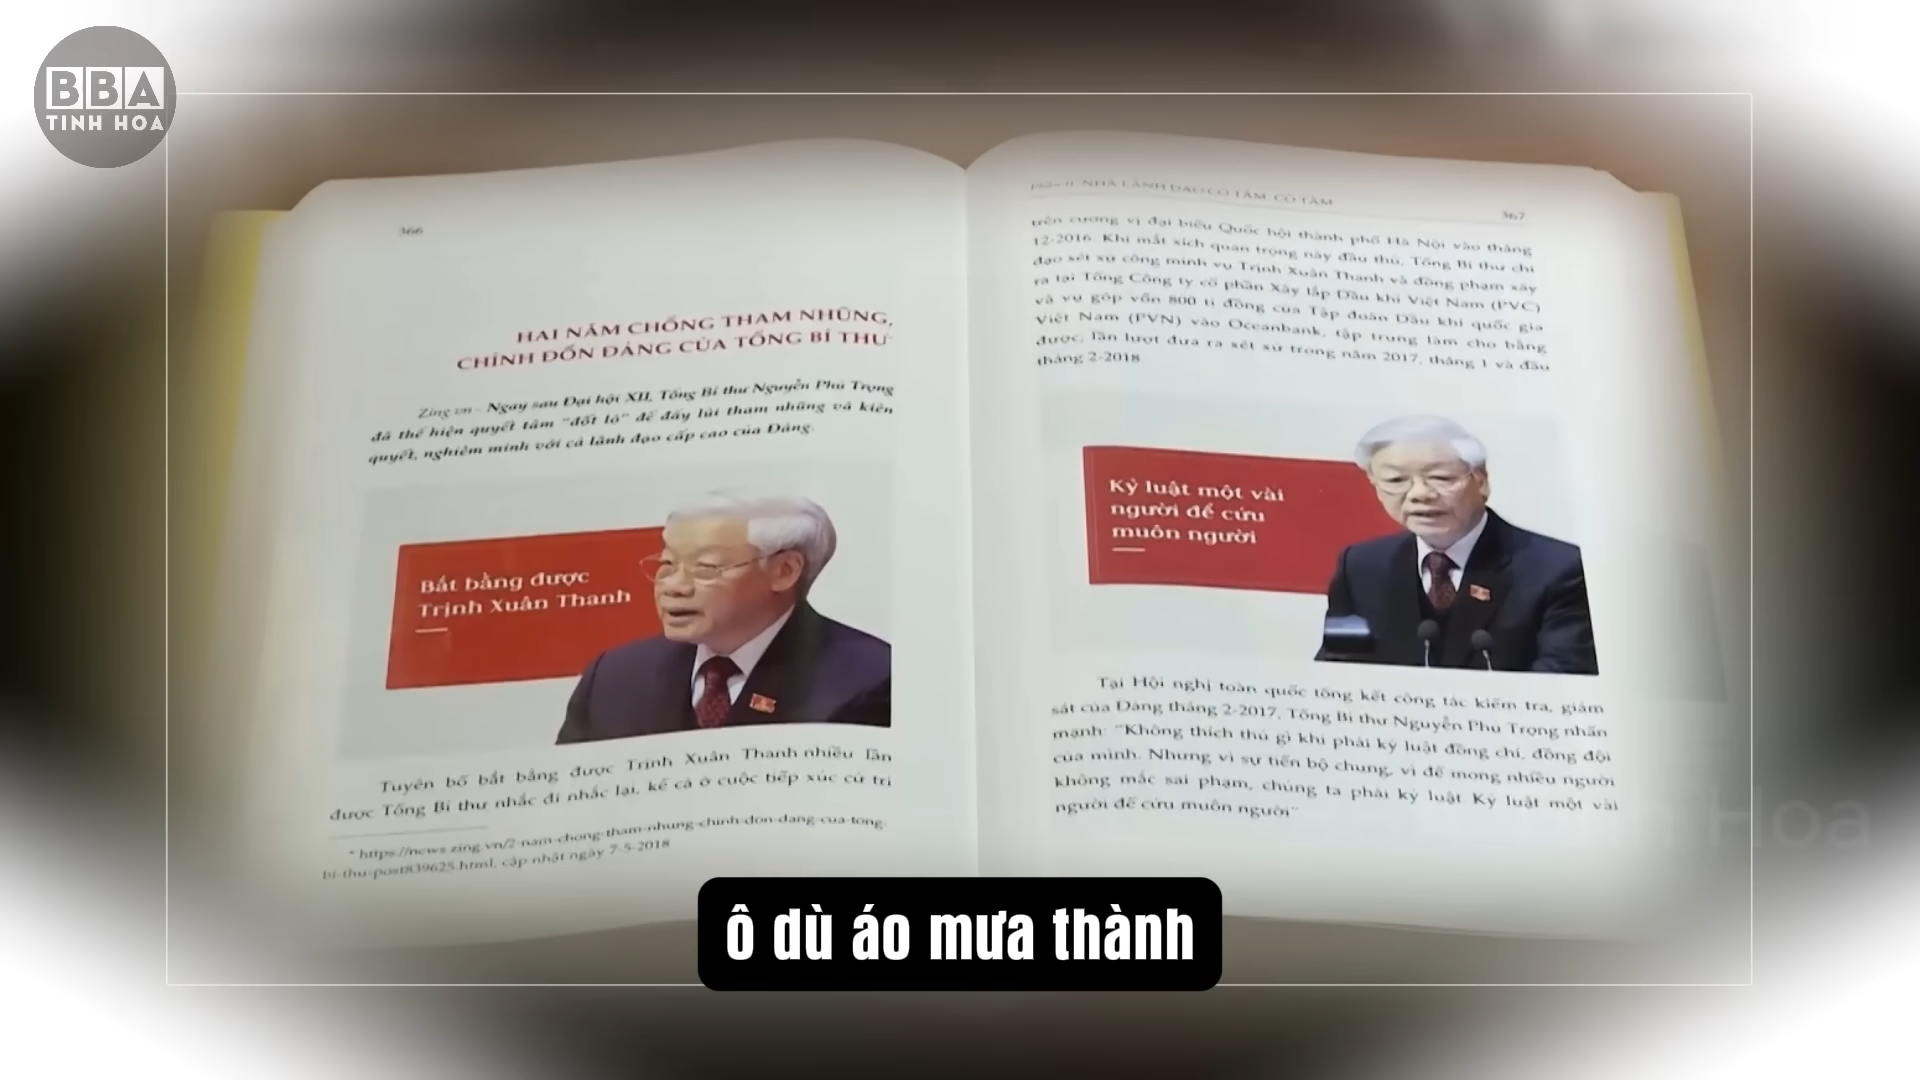 BBA
TINH HOA
366
HAI NĂM CHỐNG THAM NHŨNG,
CHỈNH ĐỐN ĐẢNG CỦA TỔNG BÍ THƯ
Zing.vn - Ngay sau Đại hội XII, Tổng Bí thư Nguyễn Phú Trọng
đã thể hiện quyết tâm "đốt lò" để đẩy lùi tham nhũng và kiên
quyết, nghiêm minh với cả lãnh đạo cấp cao của Đảng.
Bắt bằng được
Trịnh Xuân Thanh
Tuyên bố bắt bằng được Trịnh Xuân Thanh nhiều lần
được Tổng Bí thư nhắc đi nhắc lại, kể cả ở cuộc tiếp xúc cử tri
* https://news.zing.vn/2-nam-chong-tham-nhung-chinh-don-dang-cua-tong-
bi-thu-post839625.html, cập nhật ngày 7-5-2018
Phần II: NHÀ LÃNH ĐẠO CÓ TÂM, CÓ TẦM
367
trên cương vị đại biểu Quốc hội thành phố Hà Nội vào tháng
12-2016. Khi mắt xích quan trọng này đầu thú, Tổng Bí thư chỉ
đạo xét xử công minh vụ Trịnh Xuân Thanh và đồng phạm xảy
ra tại Tổng Công ty cổ phần Xây lắp Dầu khí Việt Nam (PVC)
và vụ góp vốn 800 tỉ đồng của Tập đoàn Dầu khí quốc gia
Việt Nam (PVN) vào Oceanbank, tập trung làm cho bằng
được, lần lượt đưa ra xét xử trong năm 2017, tháng 1 và đầu
tháng 2-2018.
Kỷ luật một vài
người để cứu
muôn người
Tại Hội nghị toàn quốc tổng kết công tác kiểm tra, giám
sát của Đảng tháng 2-2017, Tổng Bí thư Nguyễn Phú Trọng nhấn
mạnh: "Không thích thú gì khi phải kỷ luật đồng chí, đồng đội
của mình. Nhưng vì sự tiến bộ chung, vì để mong nhiều người
không mắc sai phạm, chúng ta phải kỷ luật. Kỷ luật một vài
người để cứu muôn người"
Hoa
ô dù áo mưa thành